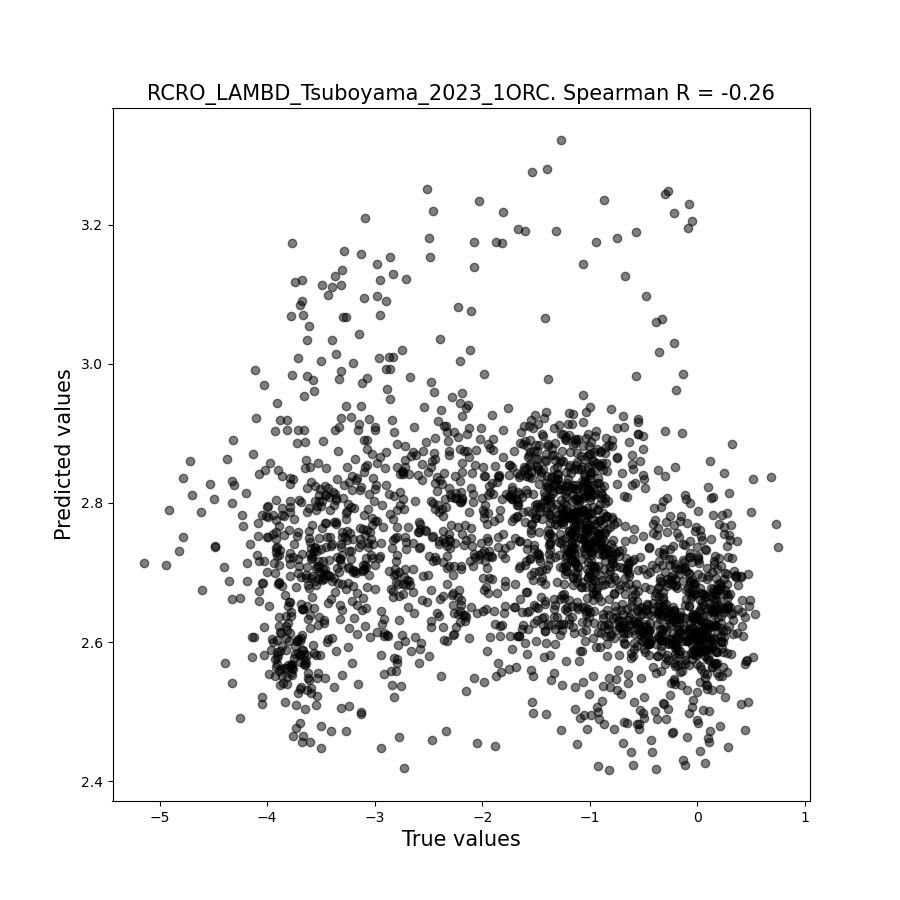 RCRO_LAMBD_Tsuboyama_2023_1ORC. Spearman R = -0.26
Predicted values
3.2
3.0
2.8
2.6
2.4
−5 −4 −3 −2 −1 0 1
True values